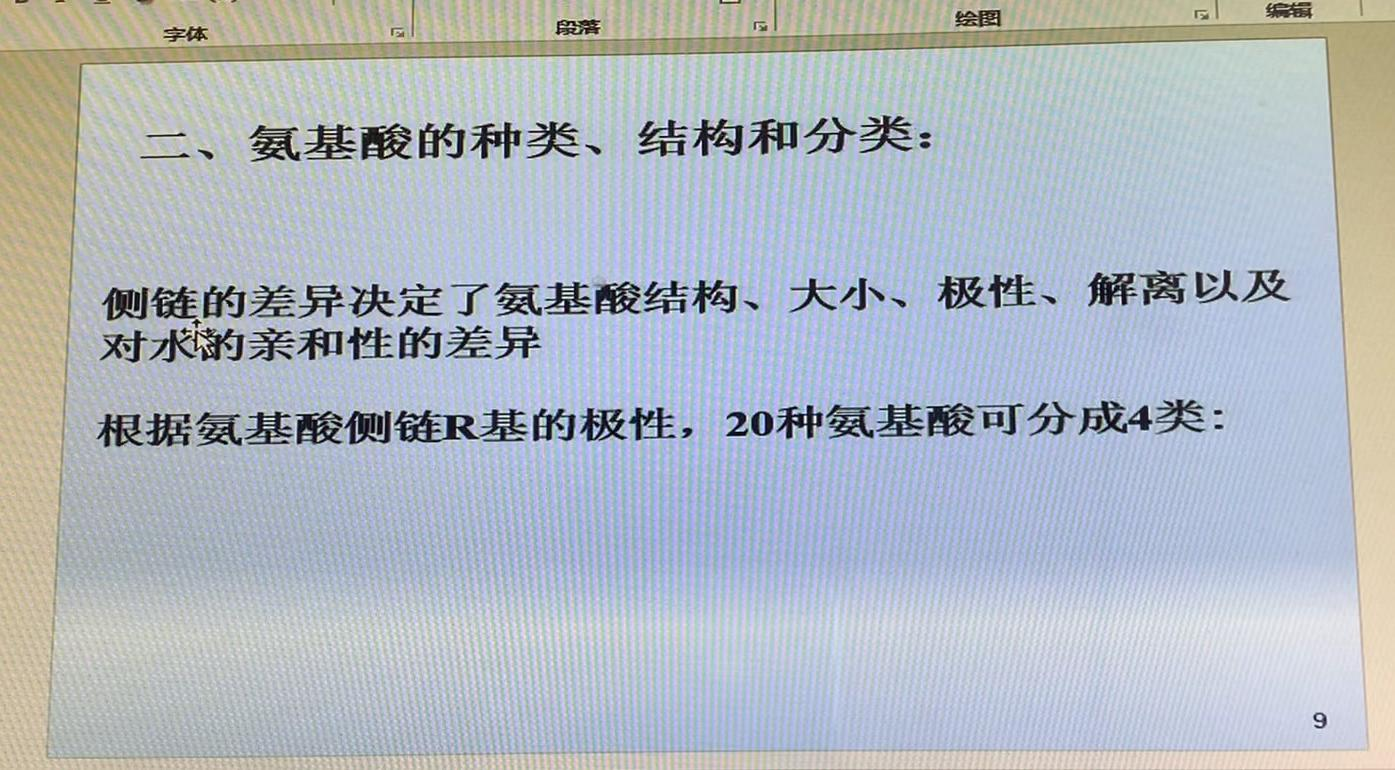 字体 段落 绘图 编辑
二、氨基酸的种类、结构和分类：
侧链的差异决定了氨基酸结构、大小、极性、解离以及
对水的亲和性的差异
根据氨基酸侧链R基的极性，20种氨基酸可分成4类：
9